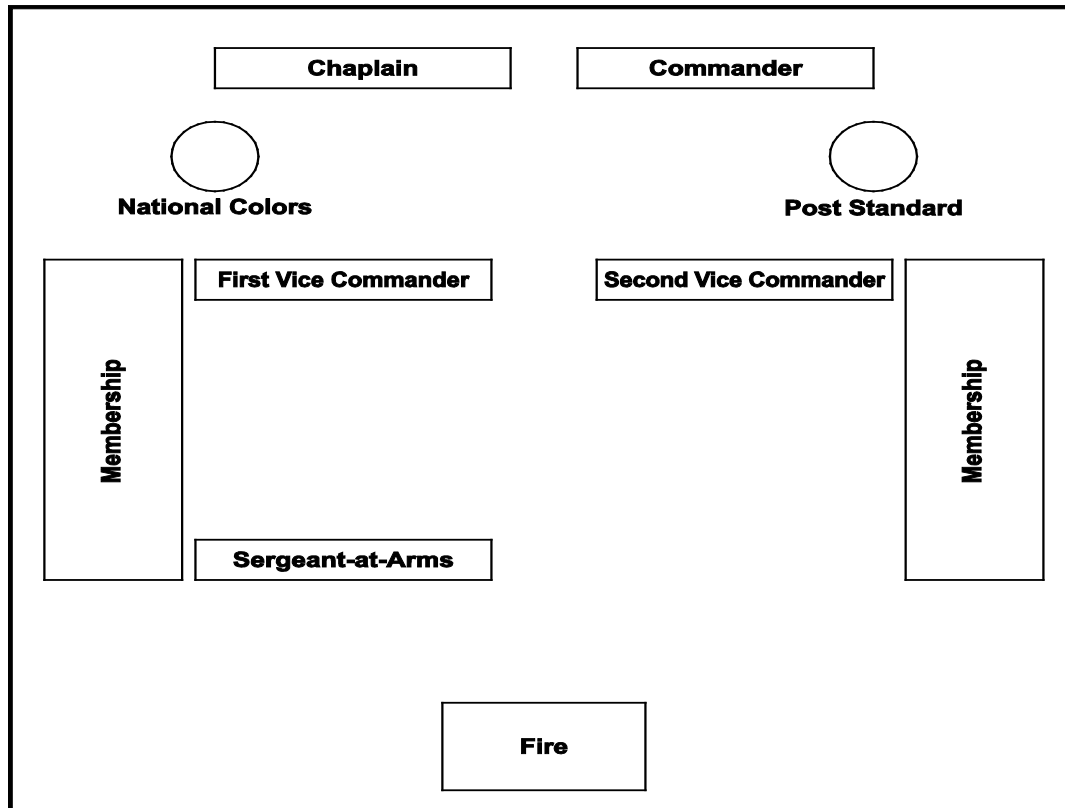 Chaplain
Commander
National Colors
Post Standard
First Vice Commander
Second Vice Commander
Membership
Membership
Sergeant-at-Arms
Fire